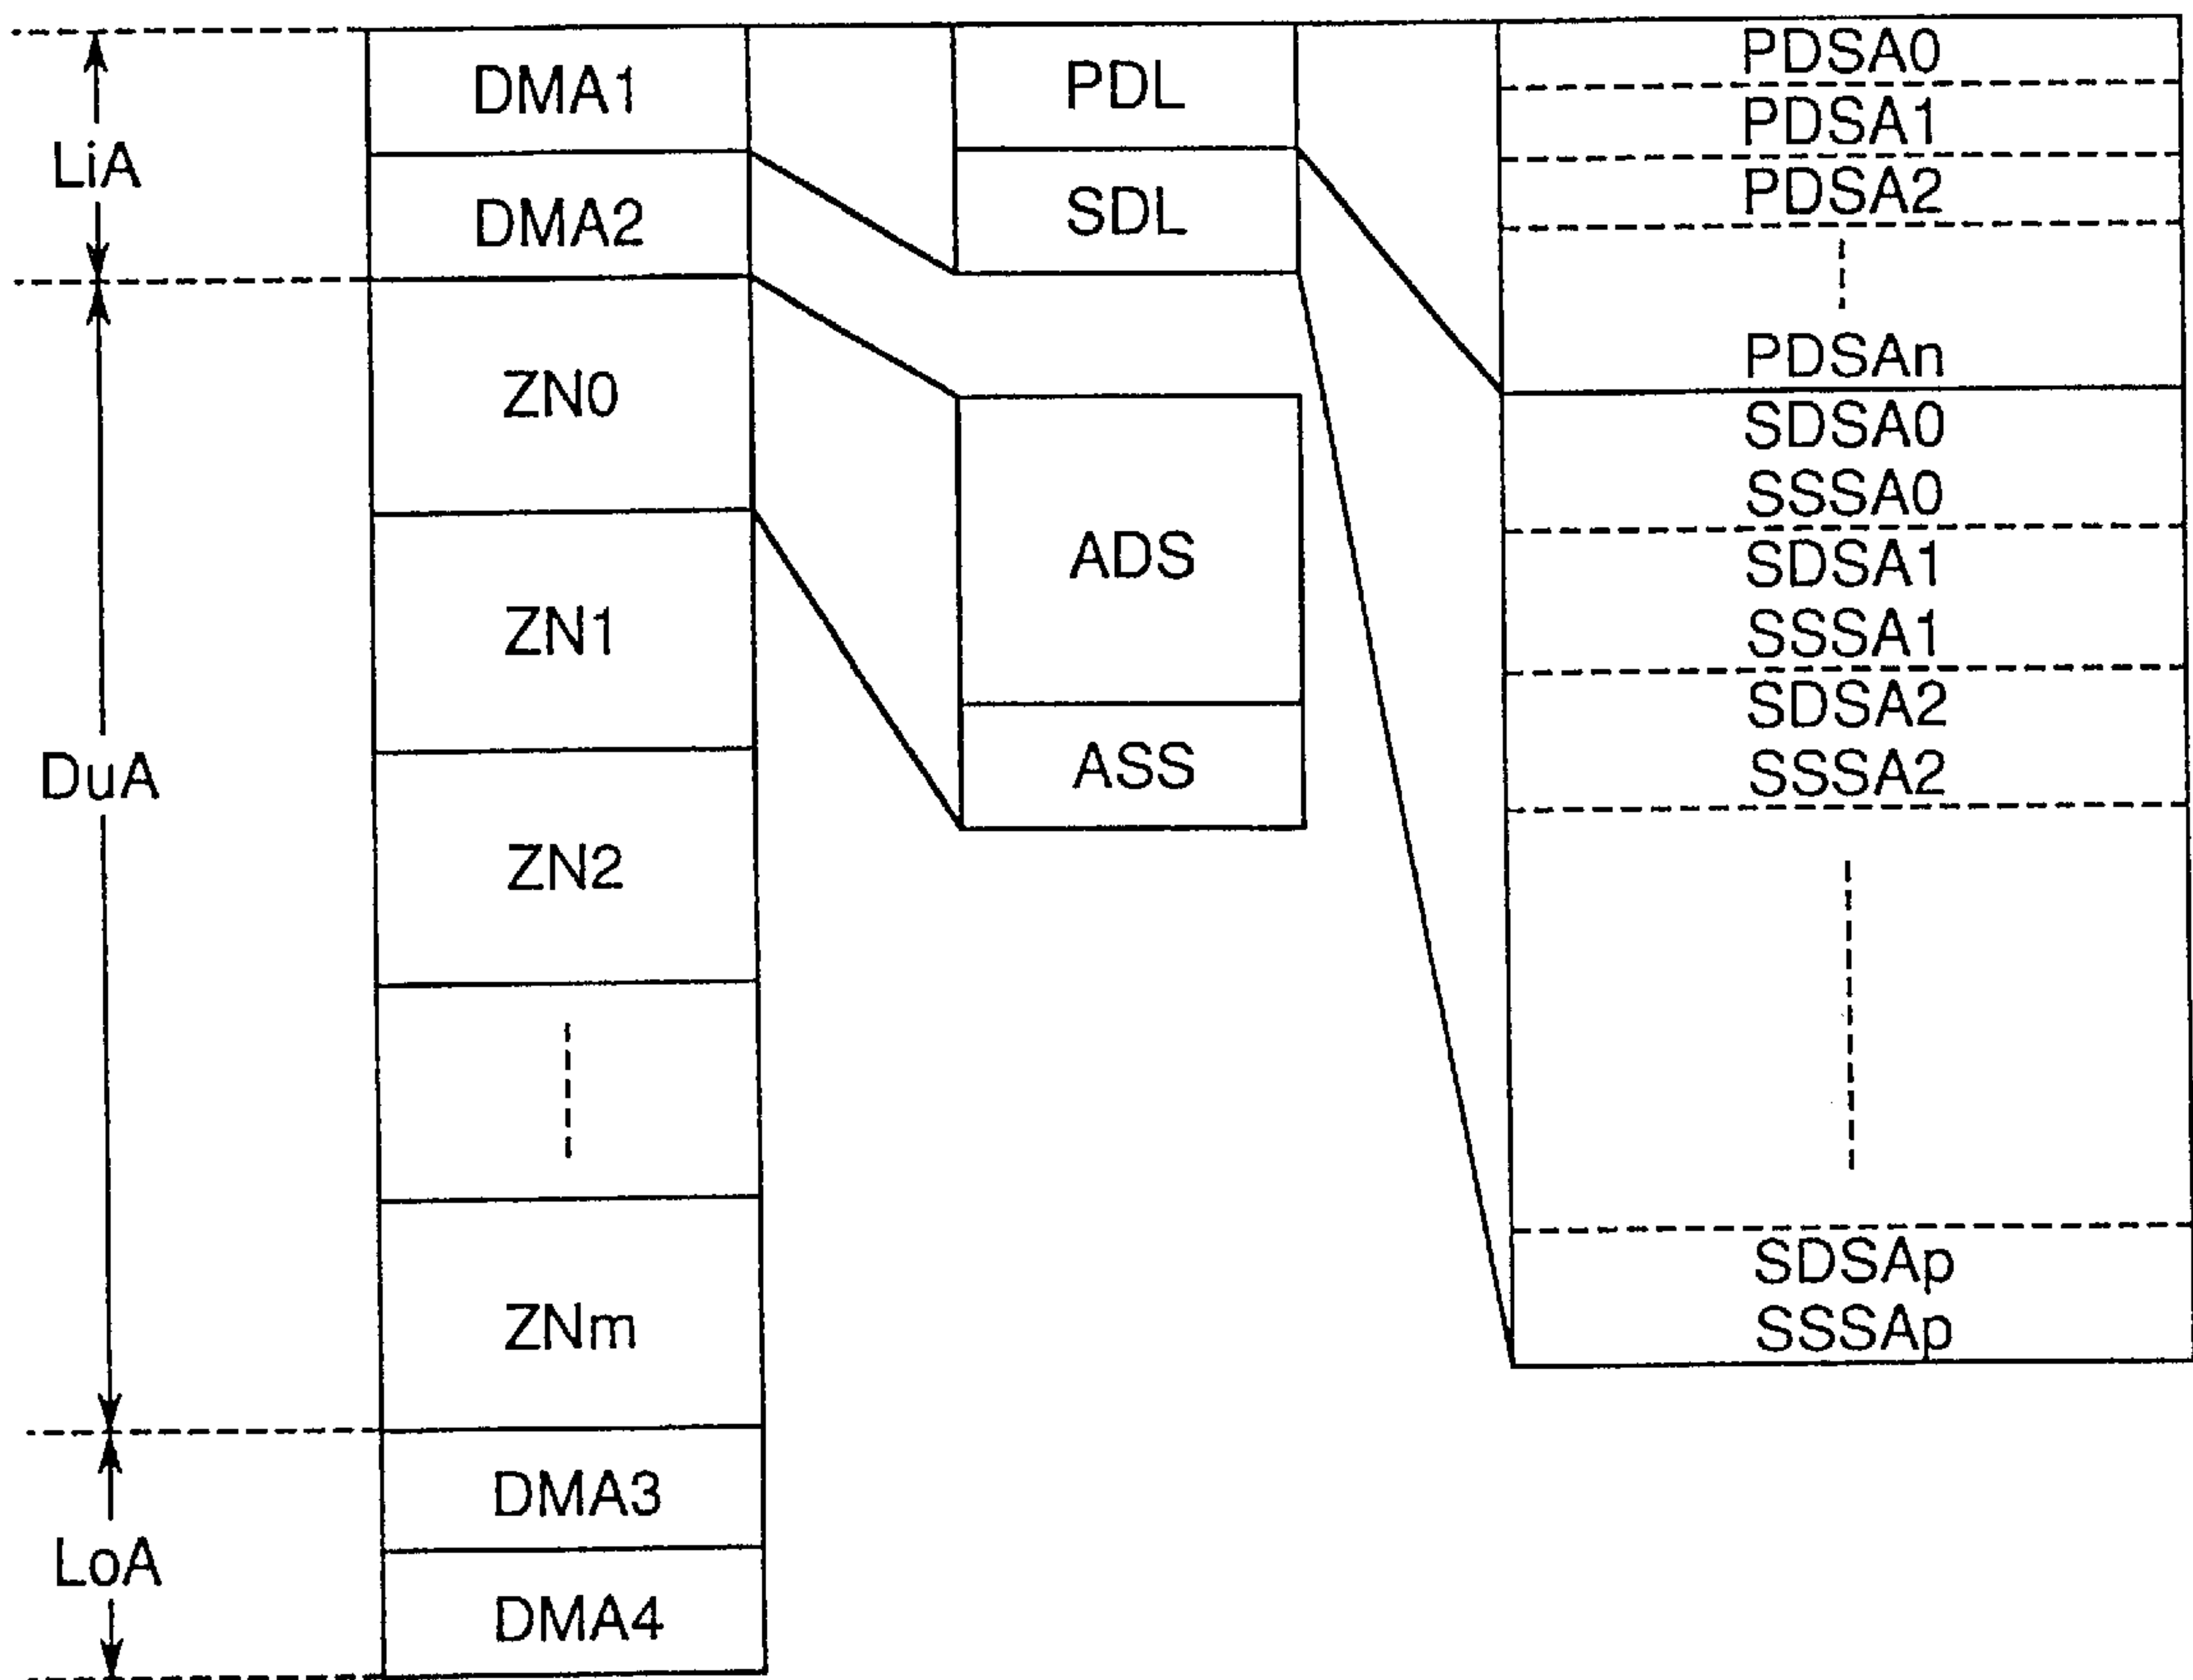 LiA
DuA
LoA
DMA1
DMA2
ZN0
ZN1
ZN2
ZNm
DMA3
DMA4
PDL
SDL
ADS
ASS
PDSA0
PDSA1
PDSA2
PDSAn
SDSA0
SSSA0
SDSA1
SSSA1
SDSA2
SSSA2
SDSAp
SSSAp